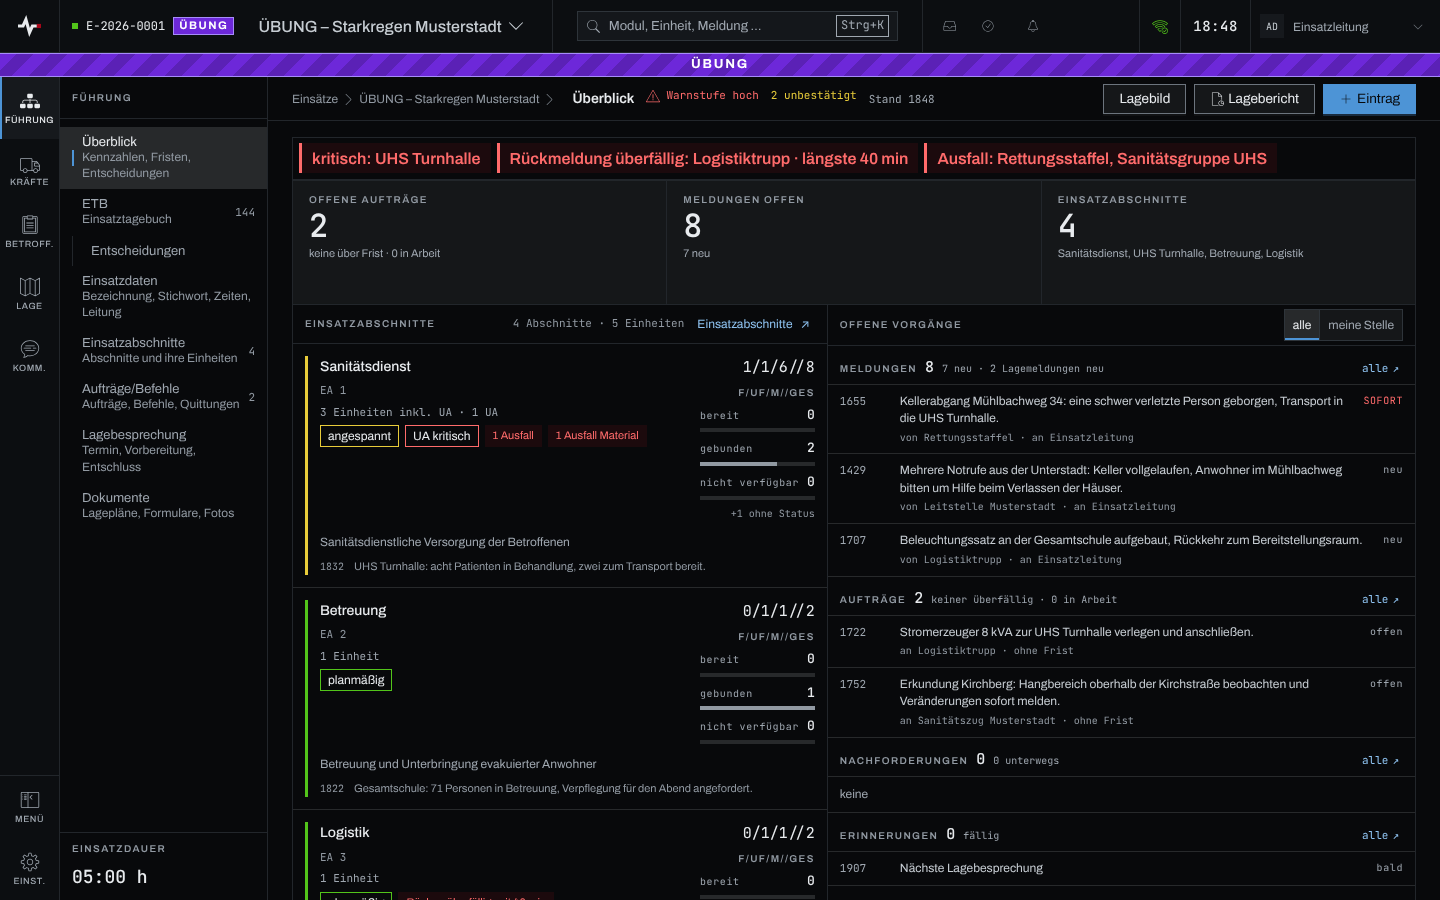 E-2026-0001 ÜBUNG ÜBUNG – Starkregen Musterstadt
Modul, Einheit, Meldung ... Strg+K
18:48 AD Einsatzleitung
ÜBUNG
FÜHRUNG
KRÄFTE
BETROFF.
LAGE
KOMM.
MENÜ
EINST.
FÜHRUNG
Überblick
Kennzahlen, Fristen,
Entscheidungen
ETB
Einsatztagebuch 144
Entscheidungen
Einsatzdaten
Bezeichnung, Stichwort, Zeiten,
Leitung
Einsatzabschnitte
Abschnitte und ihre Einheiten 4
Aufträge/Befehle
Aufträge, Befehle, Quittungen 2
Lagebesprechung
Termin, Vorbereitung,
Entschluss
Dokumente
Lagepläne, Formulare, Fotos
EINSATZDAUER
05:00 h
Einsätze ÜBUNG – Starkregen Musterstadt Überblick Warnstufe hoch 2 unbestätigt Stand 1848
Lagebild Lagebericht + Eintrag
kritisch: UHS Turnhalle Rückmeldung überfällig: Logistiktrupp · längste 40 min Ausfall: Rettungsstaffel, Sanitätsgruppe UHS
OFFENE AUFTRÄGE
2
keine über Frist · 0 in Arbeit
MELDUNGEN OFFEN
8
7 neu
EINSATZABSCHNITTE
4
Sanitätsdienst, UHS Turnhalle, Betreuung, Logistik
EINSATZABSCHNITTE 4 Abschnitte · 5 Einheiten Einsatzabschnitte ↗
Sanitätsdienst 1/1/6//8
EA 1 F/UF/M//GES
3 Einheiten inkl. UA · 1 UA
angespannt UA kritisch 1 Ausfall 1 Ausfall Material
bereit 0
gebunden 2
nicht verfügbar 0
+1 ohne Status
Sanitätsdienstliche Versorgung der Betroffenen
1832 UHS Turnhalle: acht Patienten in Behandlung, zwei zum Transport bereit.
Betreuung 0/1/1//2
EA 2 F/UF/M//GES
1 Einheit
planmäßig
bereit 0
gebunden 1
nicht verfügbar 0
Betreuung und Unterbringung evakuierter Anwohner
1822 Gesamtschule: 71 Personen in Betreuung, Verpflegung für den Abend angefordert.
Logistik 0/1/1//2
EA 3 F/UF/M//GES
1 Einheit
bereit 0
OFFENE VORGÄNGE alle meine Stelle
MELDUNGEN 8 7 neu · 2 Lagemeldungen neu alle ↗
1655 Kellerabgang Mühlbachweg 34: eine schwer verletzte Person geborgen, Transport in SOFORT
die UHS Turnhalle.
von Rettungsstaffel · an Einsatzleitung
1429 Mehrere Notrufe aus der Unterstadt: Keller vollgelaufen, Anwohner im Mühlbachweg neu
bitten um Hilfe beim Verlassen der Häuser.
von Leitstelle Musterstadt · an Einsatzleitung
1707 Beleuchtungssatz an der Gesamtschule aufgebaut, Rückkehr zum Bereitstellungsraum. neu
von Logistiktrupp · an Einsatzleitung
AUFTRÄGE 2 keiner überfällig · 0 in Arbeit alle ↗
1722 Stromerzeuger 8 kVA zur UHS Turnhalle verlegen und anschließen. offen
an Logistiktrupp · ohne Frist
1752 Erkundung Kirchberg: Hangbereich oberhalb der Kirchstraße beobachten und offen
Veränderungen sofort melden.
an Sanitätszug Musterstadt · ohne Frist
NACHFORDERUNGEN 0 0 unterwegs alle ↗
keine
ERINNERUNGEN 0 fällig alle ↗
1907 Nächste Lagebesprechung bald